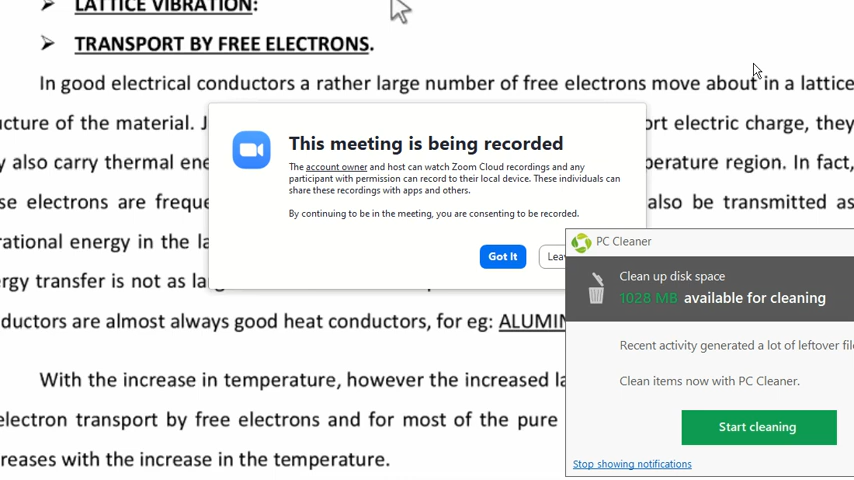 ➢ LATTICE VIBRATION:
➢ TRANSPORT BY FREE ELECTRONS.
In good electrical conductors a rather large number of free electrons move about in a lattice
ucture of the material. J
ort electric charge, they
y also carry thermal ene
perature region. In fact,
se electrons are freque
also be transmitted as
rational energy in the la
rgy transfer is not as la
ductors are almost always good heat conductors, for eg: ALUMIN
With the increase in temperature, however the increased la
electron transport by free electrons and for most of the pure
reases with the increase in the temperature.
This meeting is being recorded
The account owner and host can watch Zoom Cloud recordings and any
participant with permission can record to their local device. These individuals can
share these recordings with apps and others.
By continuing to be in the meeting, you are consenting to be recorded.
Got It
Lea
PC Cleaner
Clean up disk space
1028 MB available for cleaning
Recent activity generated a lot of leftover file
Clean items now with PC Cleaner.
Start cleaning
Stop showing notifications